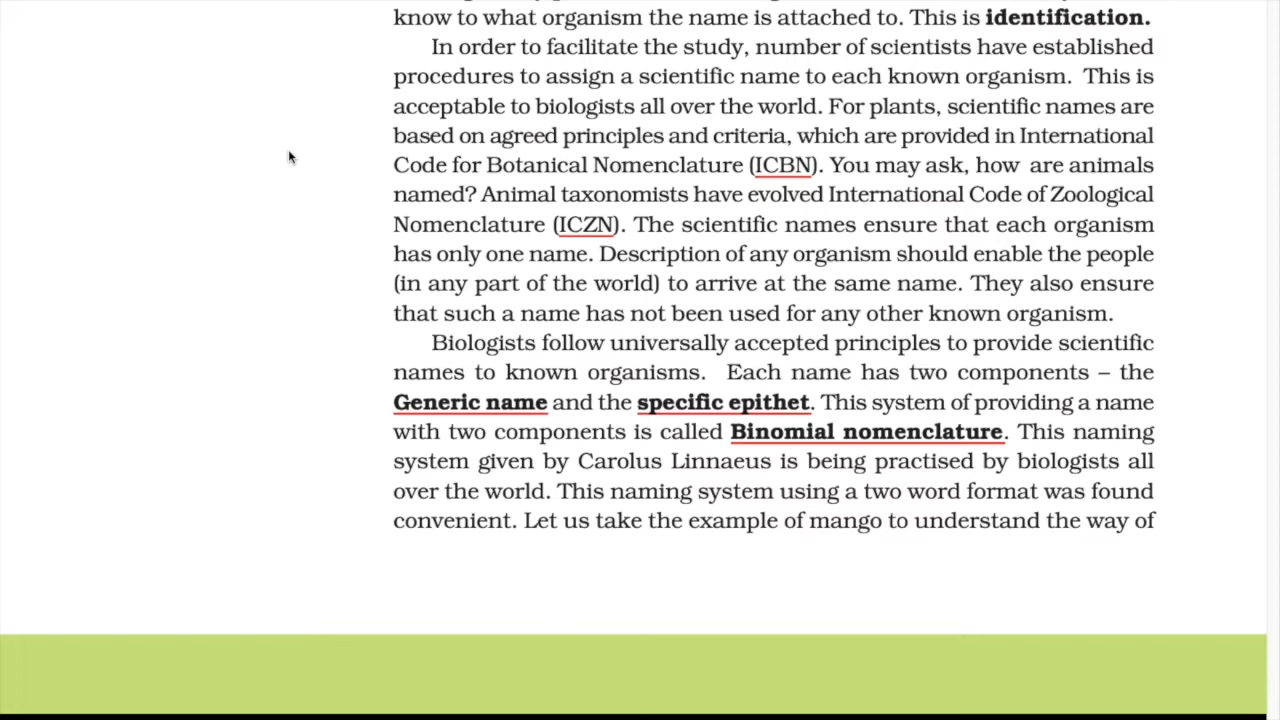 know to what organism the name is attached to. This is identification.
In order to facilitate the study, number of scientists have established
procedures to assign a scientific name to each known organism. This is
acceptable to biologists all over the world. For plants, scientific names are
based on agreed principles and criteria, which are provided in International
Code for Botanical Nomenclature (ICBN). You may ask, how are animals
named? Animal taxonomists have evolved International Code of Zoological
Nomenclature (ICZN). The scientific names ensure that each organism
has only one name. Description of any organism should enable the people
(in any part of the world) to arrive at the same name. They also ensure
that such a name has not been used for any other known organism.
Biologists follow universally accepted principles to provide scientific
names to known organisms. Each name has two components – the
Generic name and the specific epithet. This system of providing a name
with two components is called Binomial nomenclature. This naming
system given by Carolus Linnaeus is being practised by biologists all
over the world. This naming system using a two word format was found
convenient. Let us take the example of mango to understand the way of